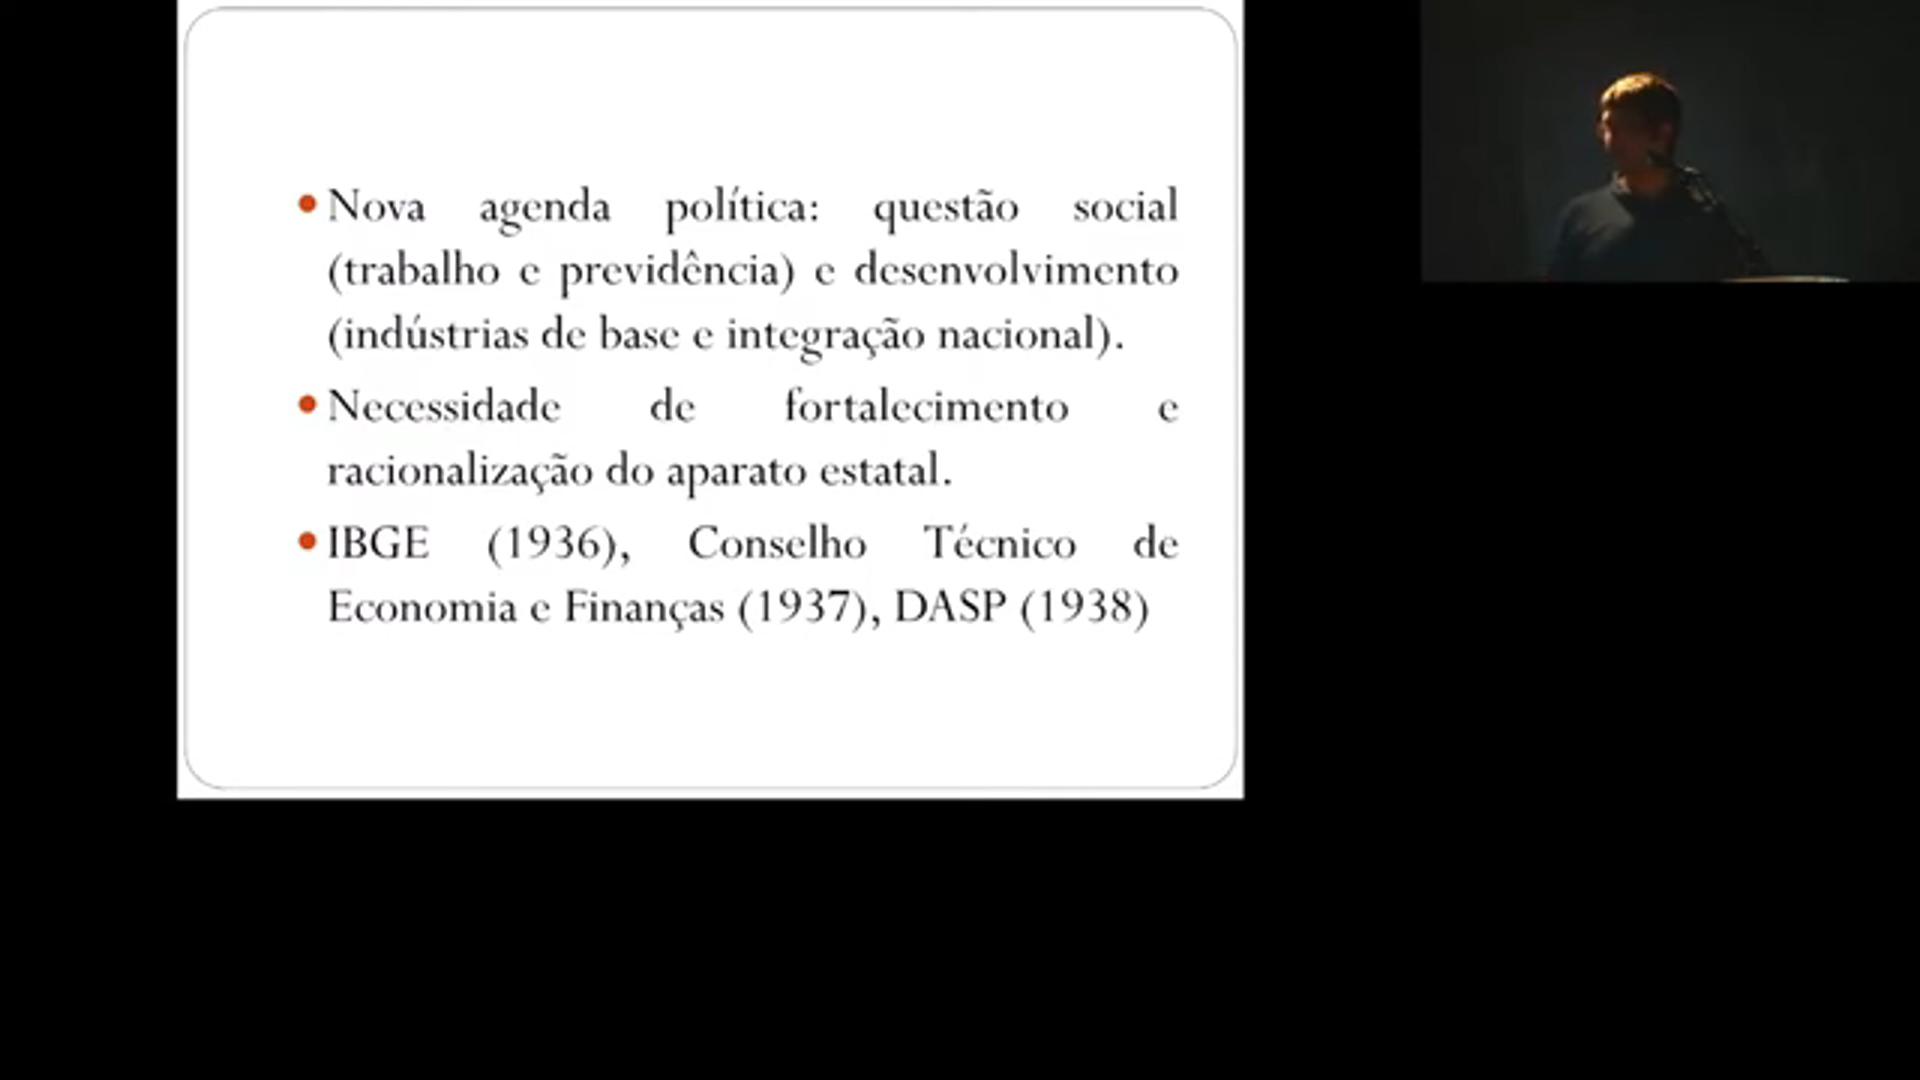 • Nova agenda política: questão social
(trabalho e previdência) e desenvolvimento
(indústrias de base e integração nacional).
• Necessidade de fortalecimento e
racionalização do aparato estatal.
• IBGE (1936), Conselho Técnico de
Economia e Finanças (1937), DASP (1938)